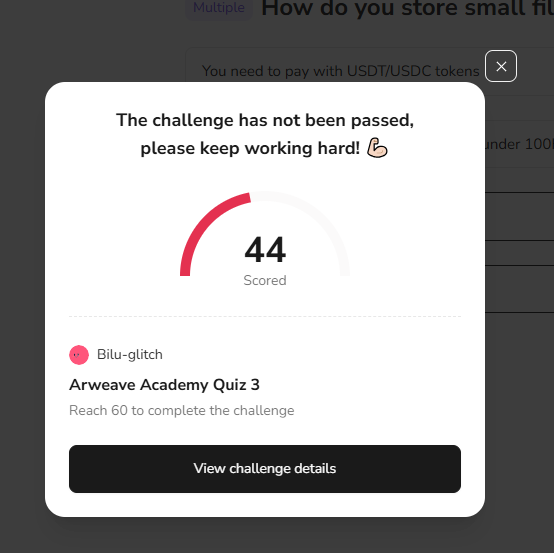 Multiple How do you store small fil
You need to pay with USDT/USDC tokens
under 100
The challenge has not been passed,
please keep working hard! 💪
44
Scored
Bilu-glitch
Arweave Academy Quiz 3
Reach 60 to complete the challenge
View challenge details